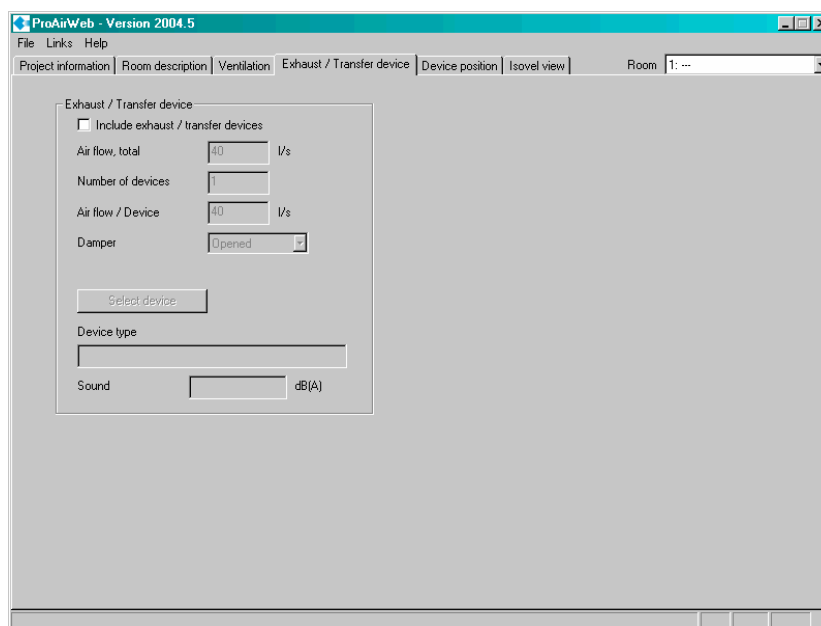 ProAirWeb - Version 2004.5
File Links Help
Project information Room description Ventilation Exhaust / Transfer device Device position Isovel view Room 1: ---
Exhaust / Transfer device
Include exhaust / transfer devices
Air flow, total 40 l/s
Number of devices 1
Air flow / Device 40 l/s
Damper Opened
Select device
Device type
Sound dB(A)